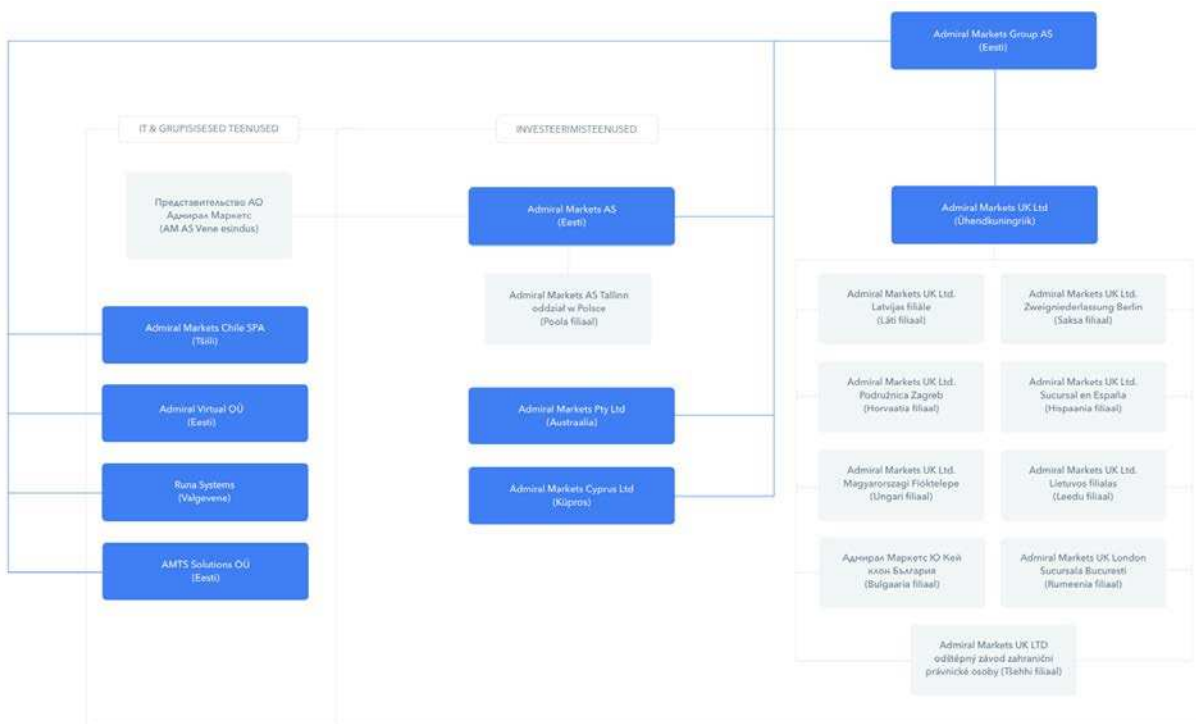 Admiral Markets Group AS
(Eesti)
IT & GRUPISISESED TEENUSED
INVESTEERIMISTEENUSED
Представительство АО
Адмирал Маркетс
(AM AS Vene esindus)
Admiral Markets AS
(Eesti)
Admiral Markets UK Ltd
(Ühendkuningriik)
Admiral Markets AS Tallinn
oddział w Polsce
(Poola filiaal)
Admiral Markets UK Ltd.
Latvijas filiāle
(Läti filiaal)
Admiral Markets UK Ltd.
Zweigniederlassung Berlin
(Saksa filiaal)
Admiral Markets Chile SPA
(Tšiili)
Admiral Virtual OÜ
(Eesti)
Admiral Markets Pty Ltd
(Austraalia)
Admiral Markets UK Ltd.
Podružnica Zagreb
(Horvaatia filiaal)
Admiral Markets UK Ltd.
Sucursal en España
(Hispaania filiaal)
Runa Systems
(Valgevene)
Admiral Markets Cyprus Ltd
(Küpros)
Admiral Markets UK Ltd.
Magyarorszagi Fióktelepe
(Ungari filiaal)
Admiral Markets UK Ltd.
Lietuvos filialas
(Leedu filiaal)
AMTS Solutions OÜ
(Eesti)
Адмирал Маркетс Ю Кей
клон България
(Bulgaaria filiaal)
Admiral Markets UK London
Sucursala Bucuresti
(Rumeenia filiaal)
Admiral Markets UK LTD
odštěpný závod zahraniční
právnické osoby (Tšehhi filiaal)